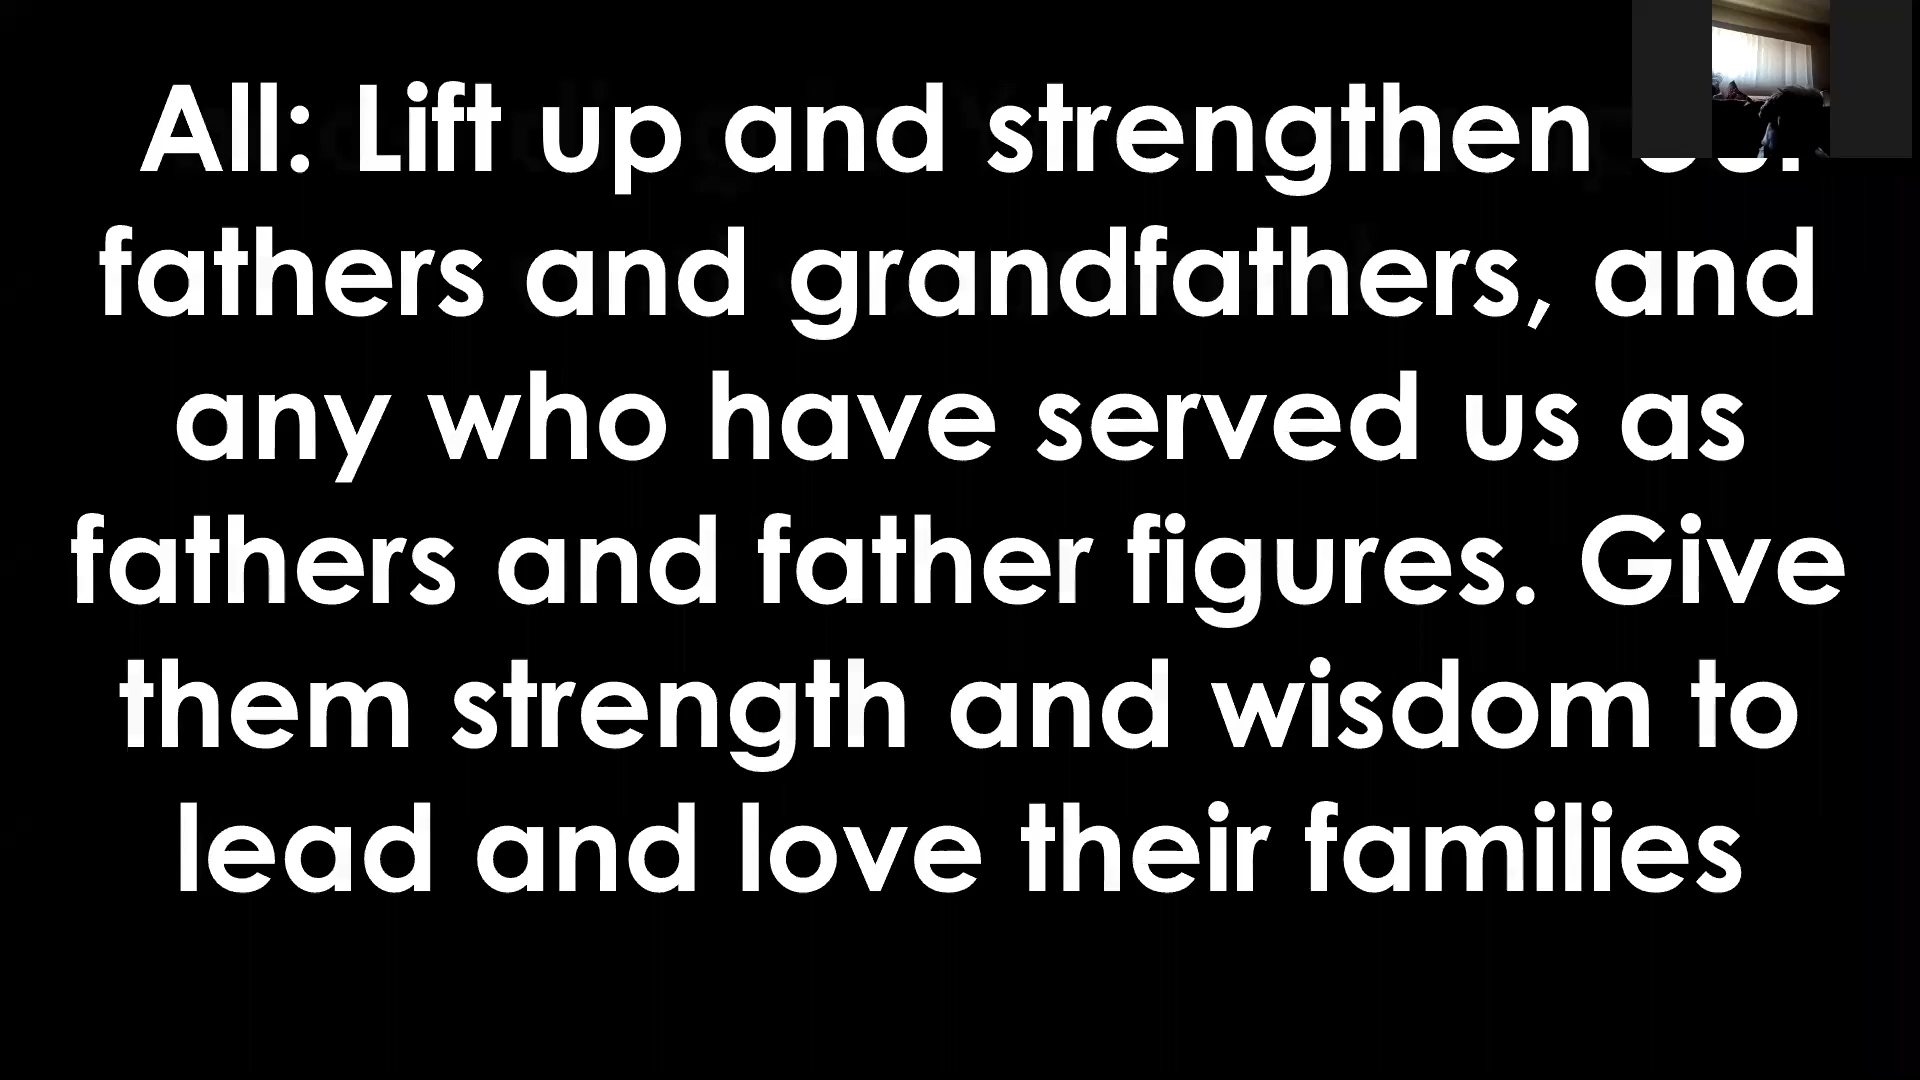 All: Lift up and strengthen
fathers and grandfathers, and
any who have served us as
fathers and father figures. Give
them strength and wisdom to
lead and love their families